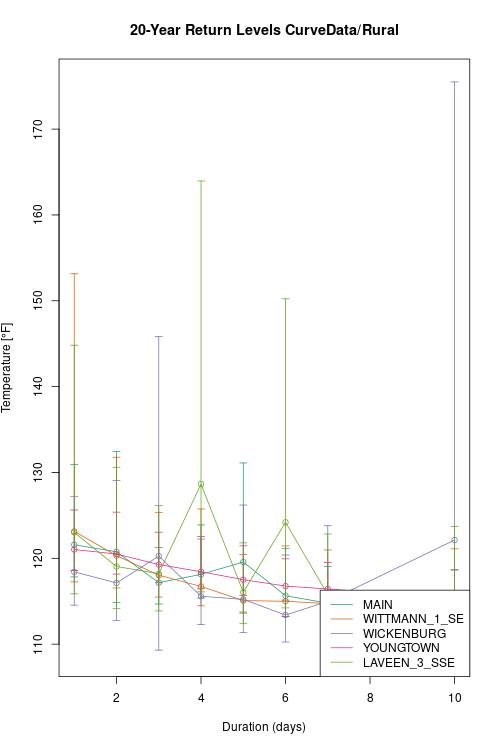 20-Year Return Levels CurveData/Rural
Temperature [°F]
170
160
150
140
130
120
110
MAIN
WITTMANN_1_SE
WICKENBURG
YOUNGTOWN
LAVEEN_3_SSE
2
4
6
8
10
Duration (days)